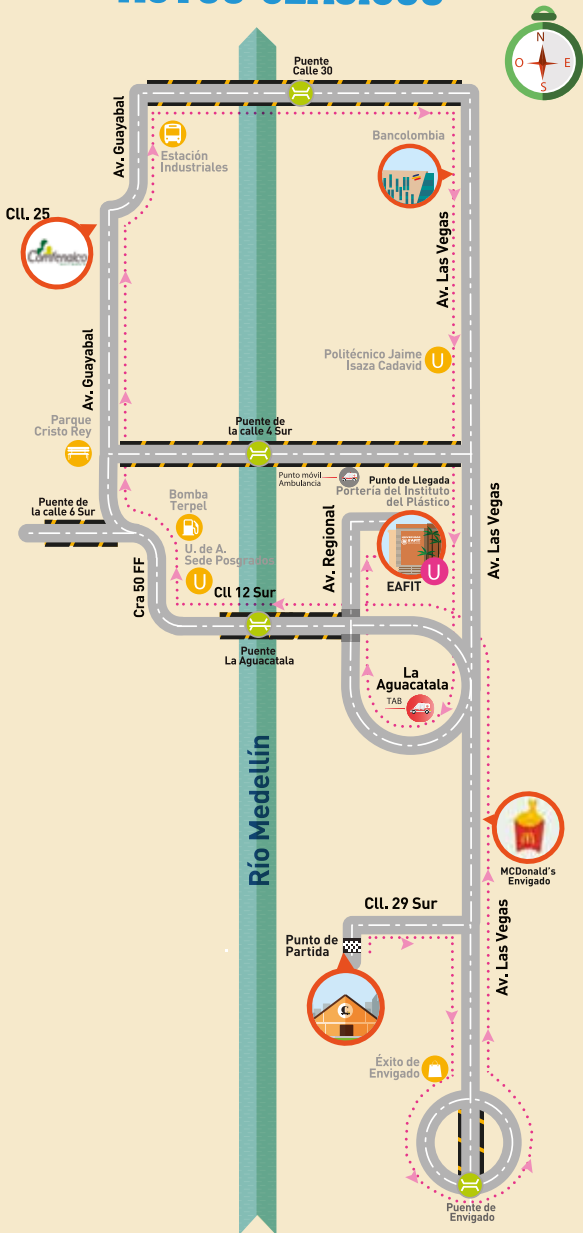 AUTOS CLÁSICOS
N
O
E
S
Puente
Calle 30
Av. Guayabal
Estación
Industriales
Bancolombia
Cll. 25
Comfenalco
Av. Las Vegas
Av. Guayabal
Politécnico Jaime
Isaza Cadavid
U
Parque
Cristo Rey
Puente de
la calle 4 Sur
Punto móvil
Ambulancia
Punto de Llegada
Portería del Instituto
del Plástico
Puente de
la calle 6 Sur
Bomba
Terpel
Av. Regional
Av. Las Vegas
U. de A.
Sede Posgrados
U
EAFIT
U
Cra 50 FF
Cll 12 Sur
Puente
La Aguacatala
La
Aguacatala
TAB
Río Medellín
MCDonald's
Envigado
Cll. 29 Sur
Punto de
Partida
Av. Las Vegas
Éxito de
Envigado
Puente de
Envigado